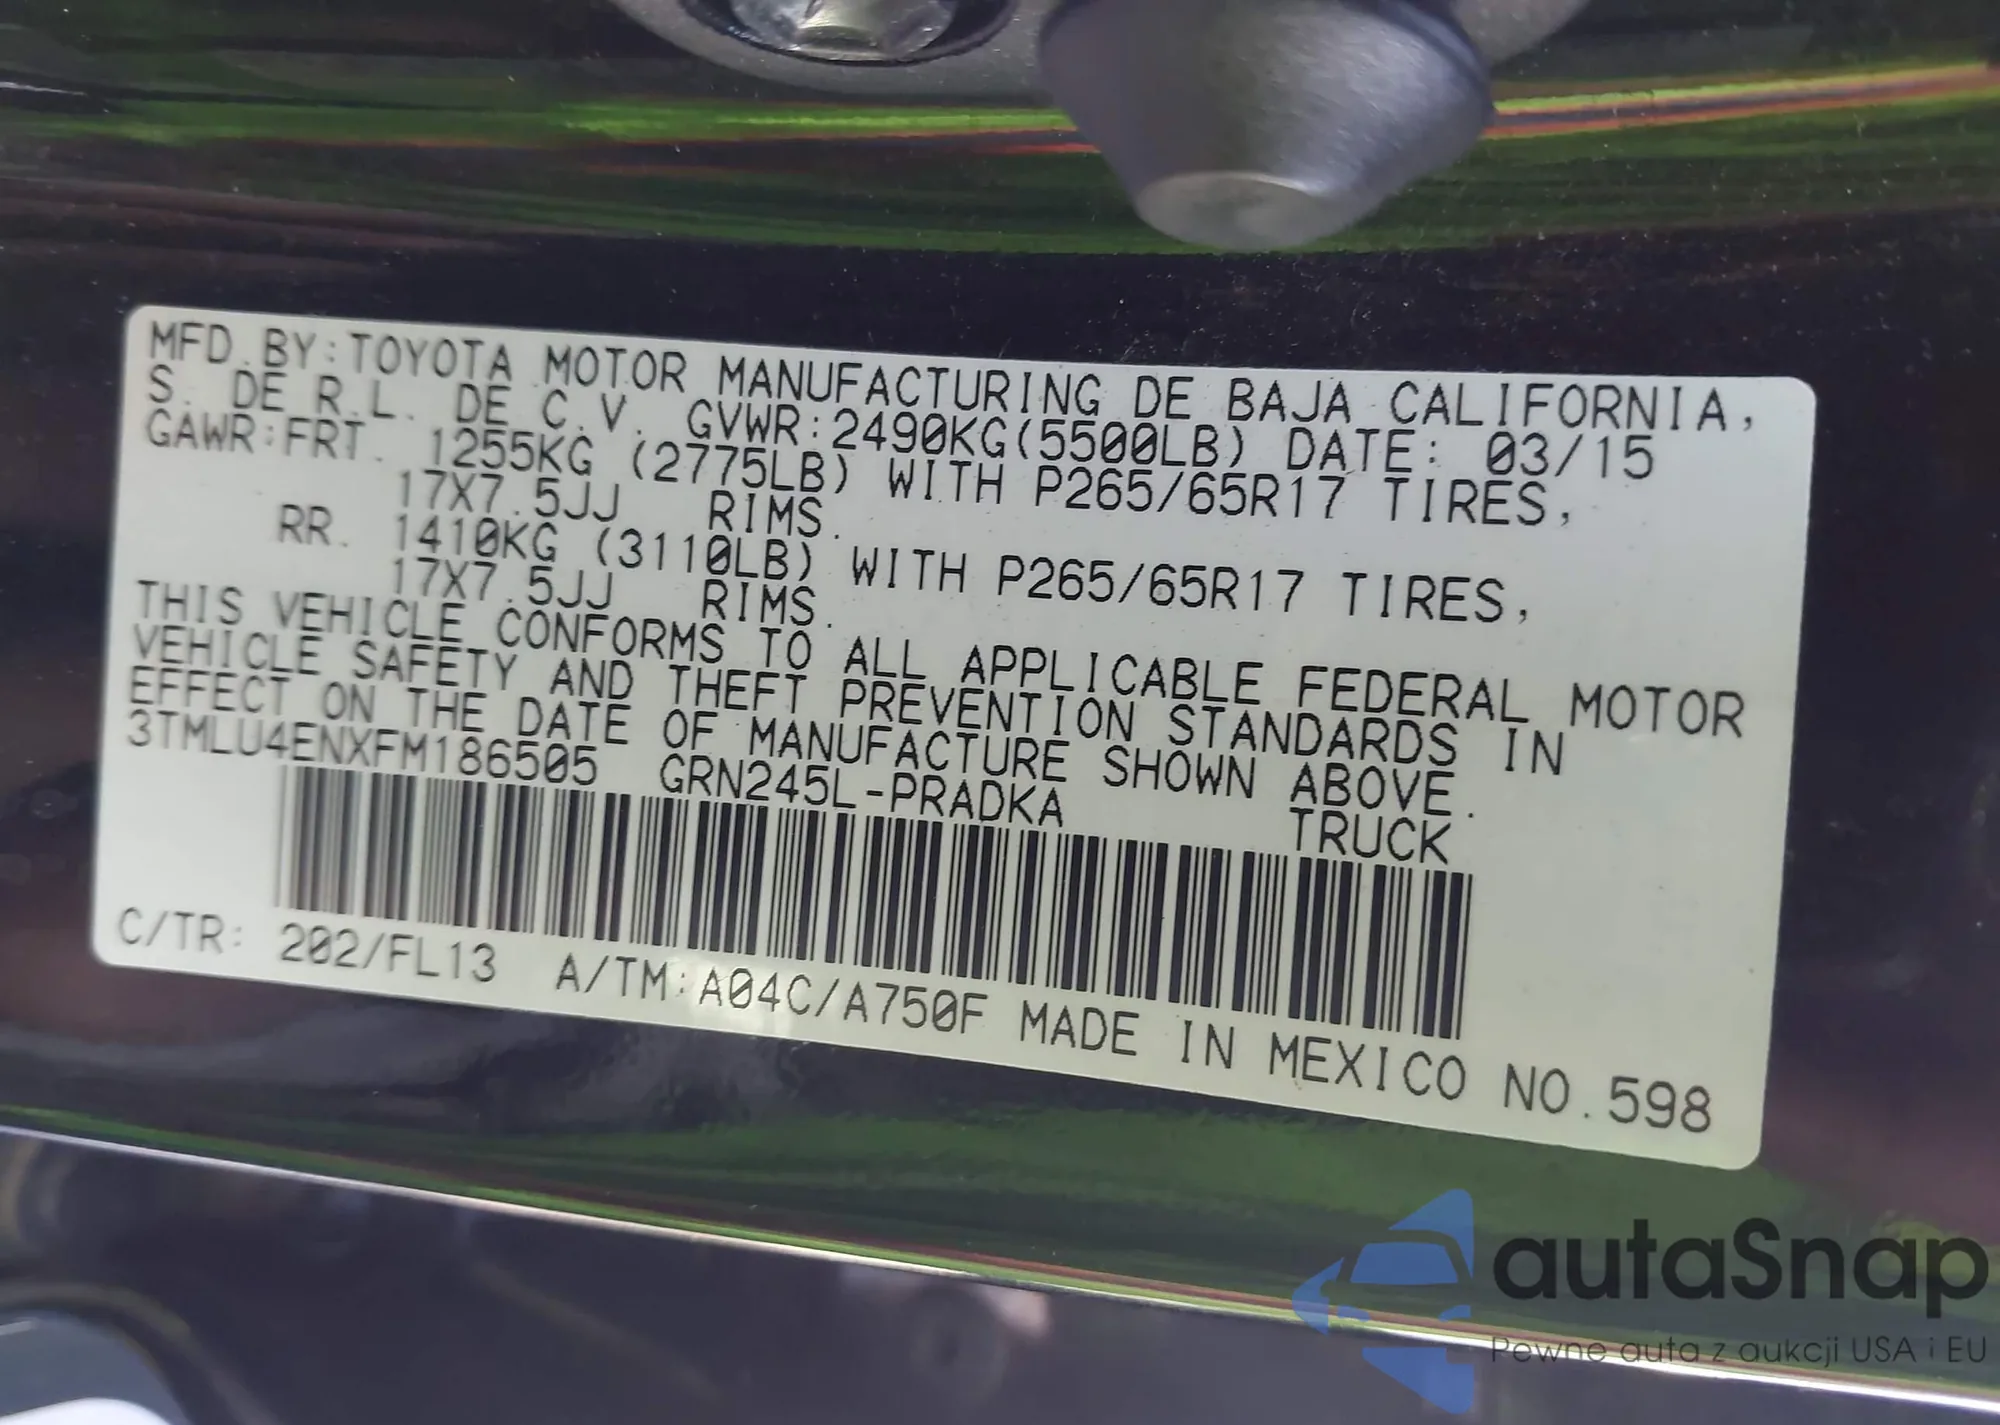 MFD.BY:TOYOTA MOTOR MANUFACTURING DE BAJA CALIFORNIA,
S. DE R.L. DE C.V. GVWR:2490KG(5500LB) DATE: 03/15
GAWR:FRT. 1255KG (2775LB) WITH P265/65R17 TIRES,
17X7.5JJ RIMS.
RR. 1410KG (3110LB) WITH P265/65R17 TIRES,
17X7.5JJ RIMS.
THIS VEHICLE CONFORMS TO ALL APPLICABLE FEDERAL MOTOR
VEHICLE SAFETY AND THEFT PREVENTION STANDARDS IN
EFFECT ON THE DATE OF MANUFACTURE SHOWN ABOVE.
3TMLU4ENXFM186505 GRN245L-PRADKA TRUCK
C/TR: 202/FL13 A/TM:A04C/A750F MADE IN MEXICO NO.598
autaSnap
Pewne auta z aukcji USA i EU